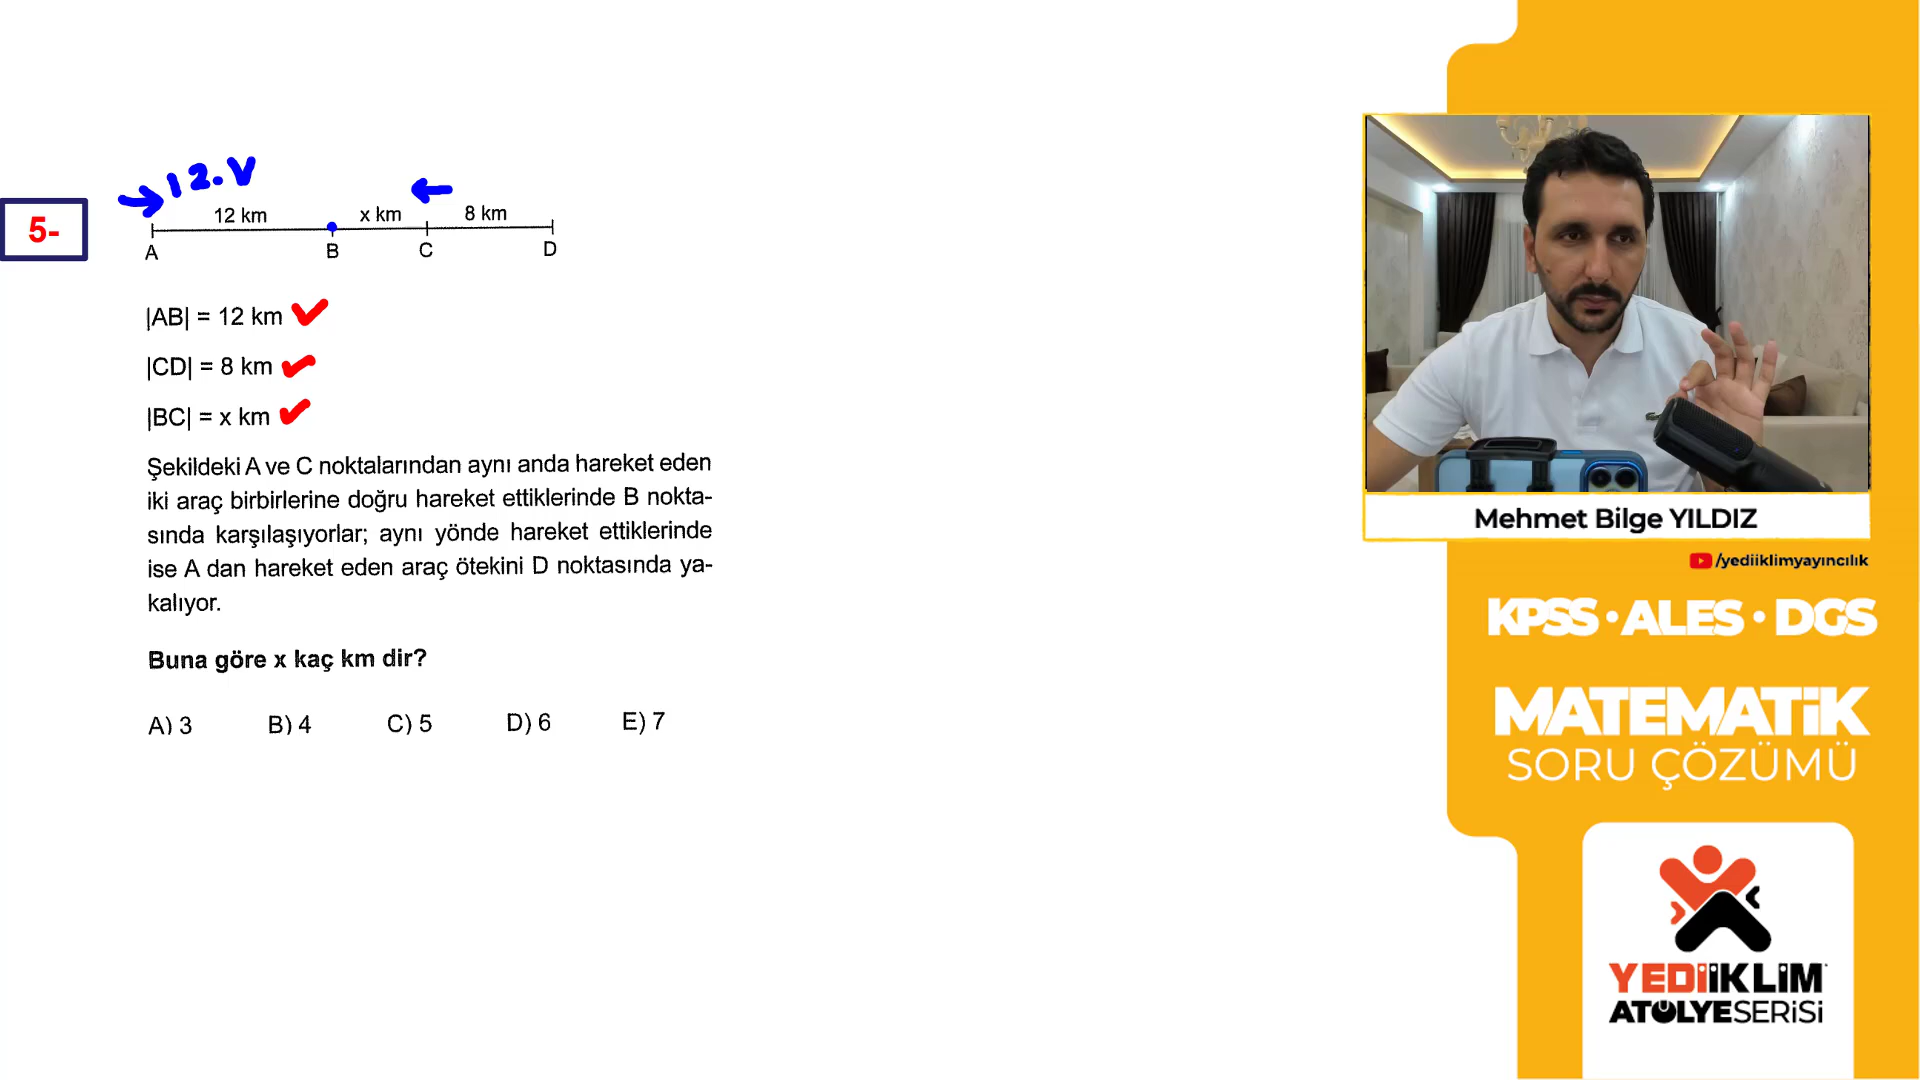 12.V
5-
12 km x km 8 km
A B C D
|AB| = 12 km
|CD| = 8 km
|BC| = x km
Şekildeki A ve C noktalarından aynı anda hareket eden
iki araç birbirlerine doğru hareket ettiklerinde B nokta-
sında karşılaşıyorlar; aynı yönde hareket ettiklerinde
ise A dan hareket eden araç ötekini D noktasında ya-
kalıyor.
Buna göre x kaç km dir?
A) 3 B) 4 C) 5 D) 6 E) 7
Mehmet Bilge YILDIZ
/yediiklimyayıncılık
KPSS • ALES • DGS
MATEMATİK
SORU ÇÖZÜMÜ
YEDİİKLİM
ATÖLYESERİSİ